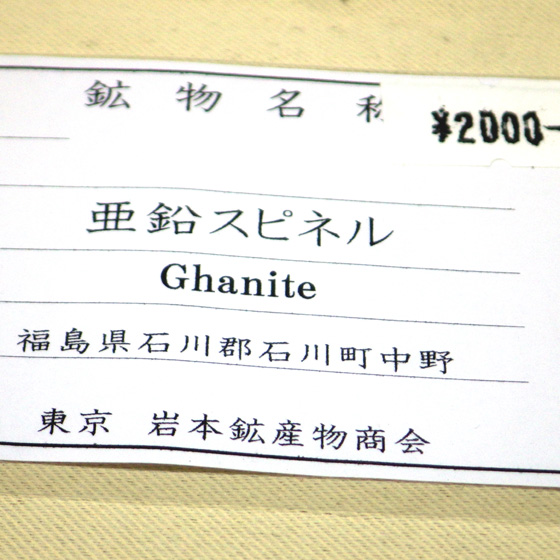 鉱物名称
¥2000-
亜鉛スピネル
Ghanite
福島県石川郡石川町中野
東京 岩本鉱産物商会